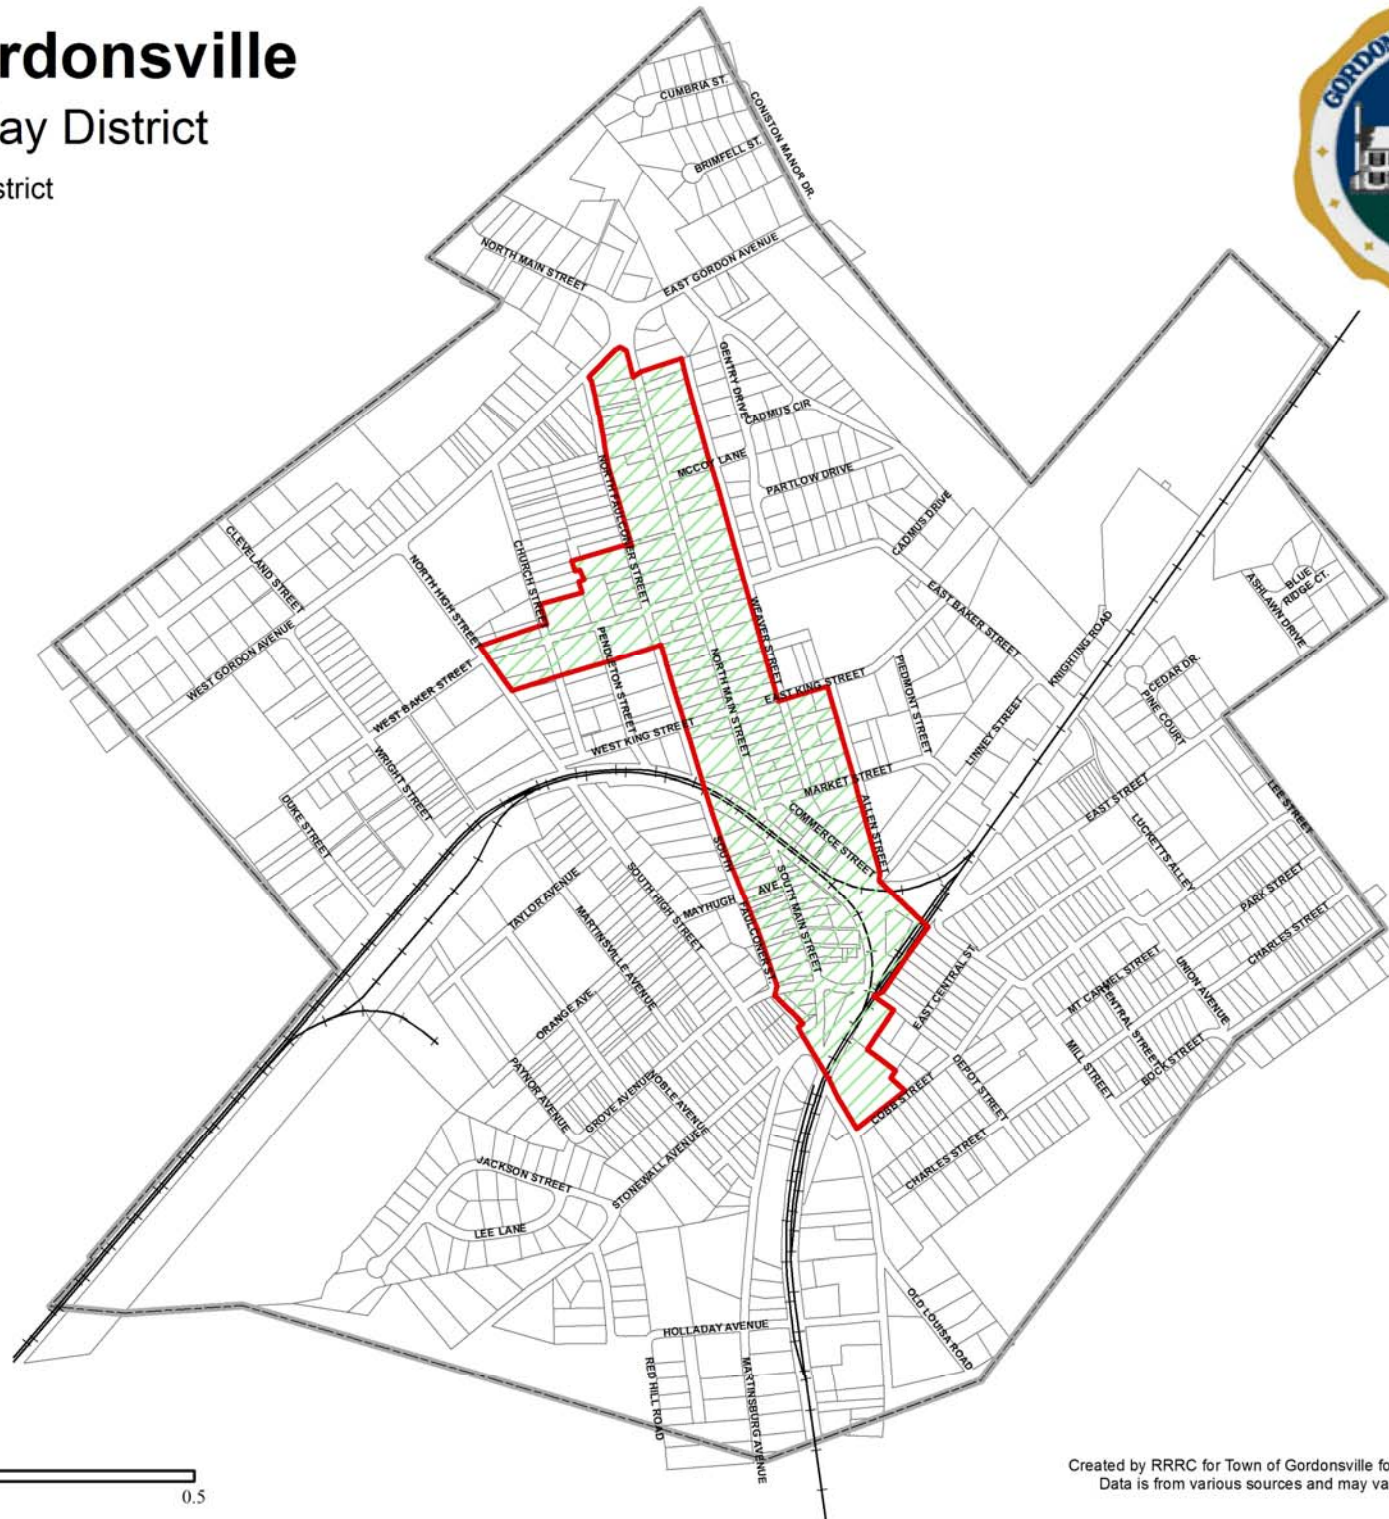 rdonsville
ay District
strict
GORDON
CUMBRIA ST.
CONISTON MANOR DR.
BRIMFELL ST.
NORTH MAIN STREET
EAST GORDON AVENUE
GENTRY DRIVE
CADMUS CIR
MCCOY LANE
PARTLOW DRIVE
NORTH FAULCONER STREET
CADMUS DRIVE
CLEVELAND STREET
CHURCH STREET
NORTH HIGH STREET
EAST BAKER STREET
BLUE
RIDGE CT.
ASHLAWN DRIVE
WEAVER STREET
KNIGHTING ROAD
WEST GORDON AVENUE
PENDLETON STREET
NORTH MAIN STREET
PIEDMONT STREET
CEDAR DR.
WEST BAKER STREET
EAST KING STREET
PINE COURT
LINNEY STREET
WEST KING STREET
WRIGHT STREET
MARKET STREET
EAST STREET
LEE STREET
DUKE STREET
COMMERCE STREET
ALLEN STREET
LUCKETTS ALLEY
SOUTH
TAYLOR AVENUE
SOUTH HIGH STREET
MAYHUGH AVE.
SOUTH MAIN STREET
PARK STREET
MARTINSVILLE AVENUE
FAULCONER ST.
CHARLES STREET
EAST CENTRAL ST.
MT CARMEL STREET
UNION AVENUE
ORANGE AVE.
CENTRAL STREET
MILL STREET
BOCK STREET
PAYNOR AVENUE
GROVE AVENUE
NOBLE AVENUE
DEPOT STREET
COBB STREET
STONEWALL AVENUE
CHARLES STREET
JACKSON STREET
LEE LANE
OLD LOUISA ROAD
HOLLADAY AVENUE
RED HILL ROAD
MARTINSBURG AVENUE
0.5
Created by RRRC for Town of Gordonsville fo
Data is from various sources and may va